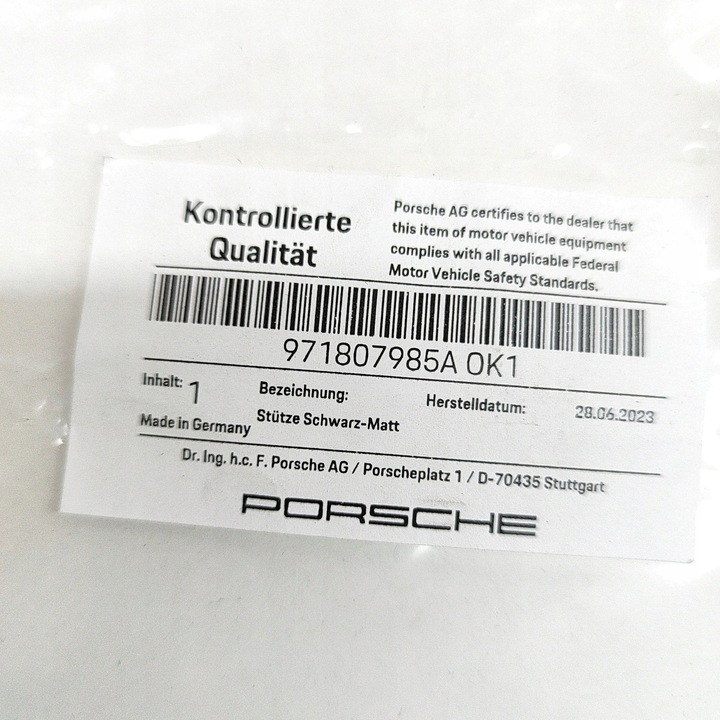 Kontrollierte
Qualität
Porsche AG certifies to the dealer that
this item of motor vehicle equipment
complies with all applicable Federal
Motor Vehicle Safety Standards.
971807985A OK1
Inhalt: 1
Bezeichnung:
Herstelldatum: 28.06.2023
Made in Germany
Stütze Schwarz-Matt
Dr. Ing. h.c. F. Porsche AG / Porscheplatz 1 / D-70435 Stuttgart
PORSCHE